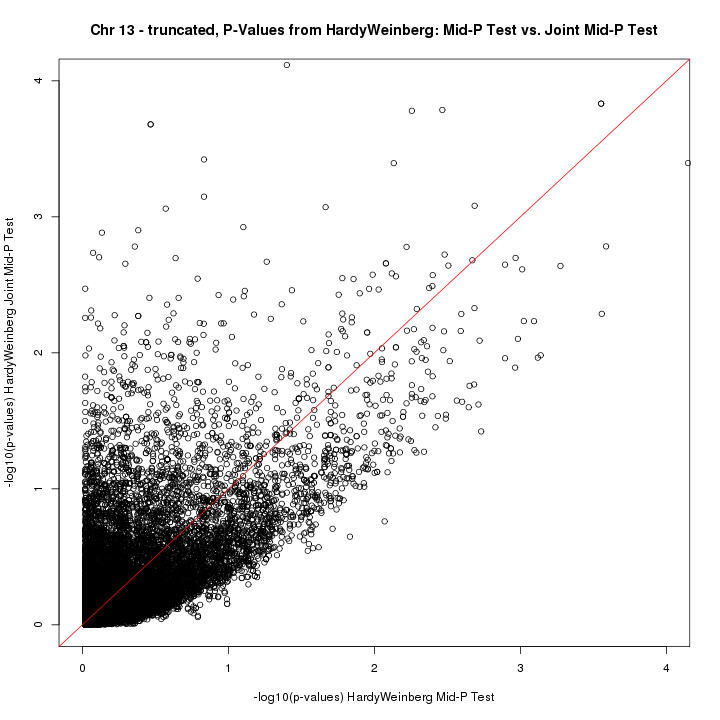 Chr 13 - truncated, P-Values from HardyWeinberg: Mid-P Test vs. Joint Mid-P Test
-log10(p-values) HardyWeinberg Joint Mid-P Test
4
3
2
1
0
0 1 2 3 4
-log10(p-values) HardyWeinberg Mid-P Test